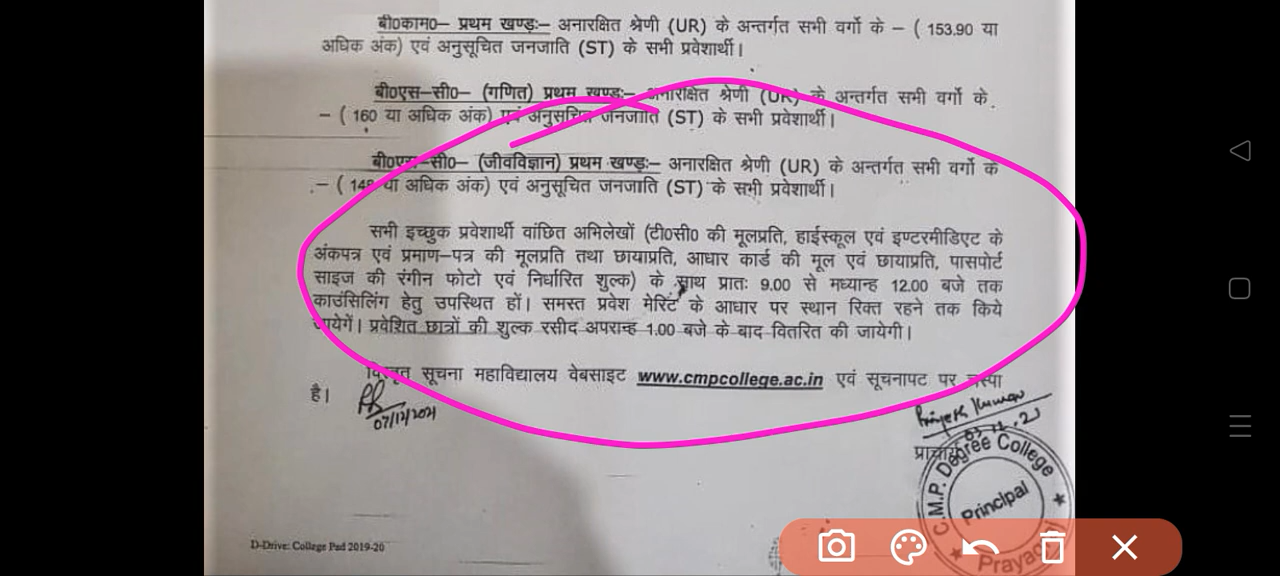 बी0काम0– प्रथम खण्ड:– अनारक्षित श्रेणी (UR) के अन्तर्गत सभी वर्गो के – ( 153.90 या
अधिक अंक) एवं अनुसूचित जनजाति (ST) के सभी प्रवेशार्थी।
बी0एस–सी0– (गणित) प्रथम खण्ड:– अनारक्षित श्रेणी (UR) के अन्तर्गत सभी वर्गो के
– ( 160 या अधिक अंक) एवं अनुसूचित जनजाति (ST) के सभी प्रवेशार्थी।
बी0एस–सी0– (जीवविज्ञान) प्रथम खण्ड:– अनारक्षित श्रेणी (UR) के अन्तर्गत सभी वर्गो के
– ( या अधिक अंक) एवं अनुसूचित जनजाति (ST) के सभी प्रवेशार्थी।
सभी इच्छुक प्रवेशार्थी वांछित अभिलेखों (टी0सी0 की मूलप्रति, हाईस्कूल एवं इण्टरमीडिएट के
अंकपत्र एवं प्रमाण–पत्र की मूलप्रति तथा छायाप्रति, आधार कार्ड की मूल एवं छायाप्रति, पासपोर्ट
साइज की रंगीन फोटो एवं निर्धारित शुल्क) के साथ प्रातः 9.00 से मध्यान्ह 12.00 बजे तक
काउंसिलिंग हेतु उपस्थित हों। समस्त प्रवेश मेरिट के आधार पर स्थान रिक्त रहने तक किये
जायेगें। प्रवेशित छात्रों की शुल्क रसीद अपरान्ह 1.00 बजे के बाद वितरित की जायेगी।
विस्तृत सूचना महाविद्यालय वेबसाइट www.cmpcollege.ac.in एवं सूचनापट पर चस्पा
है।
07/12/2021
प्राचार्य
C.M.P. Degree College
Principal
Prayagraj
D-Drive: College Pad 2019-20